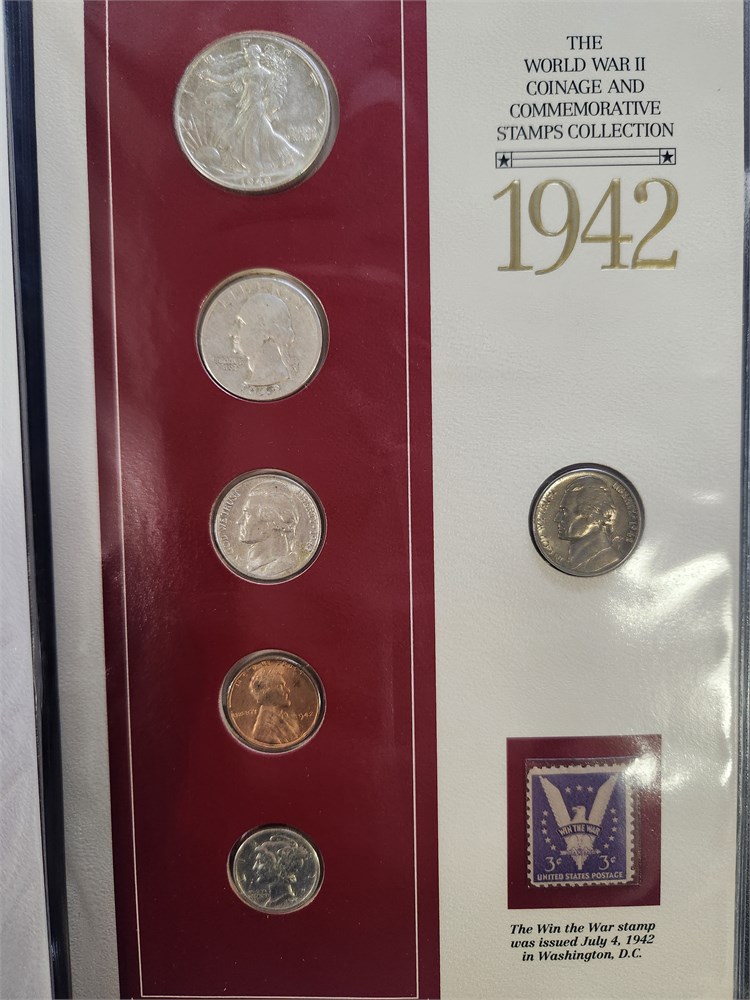 THE
WORLD WAR II
COINAGE AND
COMMEMORATIVE
STAMPS COLLECTION
1942
1942
WIN THE WAR
3¢ 3¢
UNITED STATES POSTAGE
The Win the War stamp
was issued July 4, 1942
in Washington, D.C.